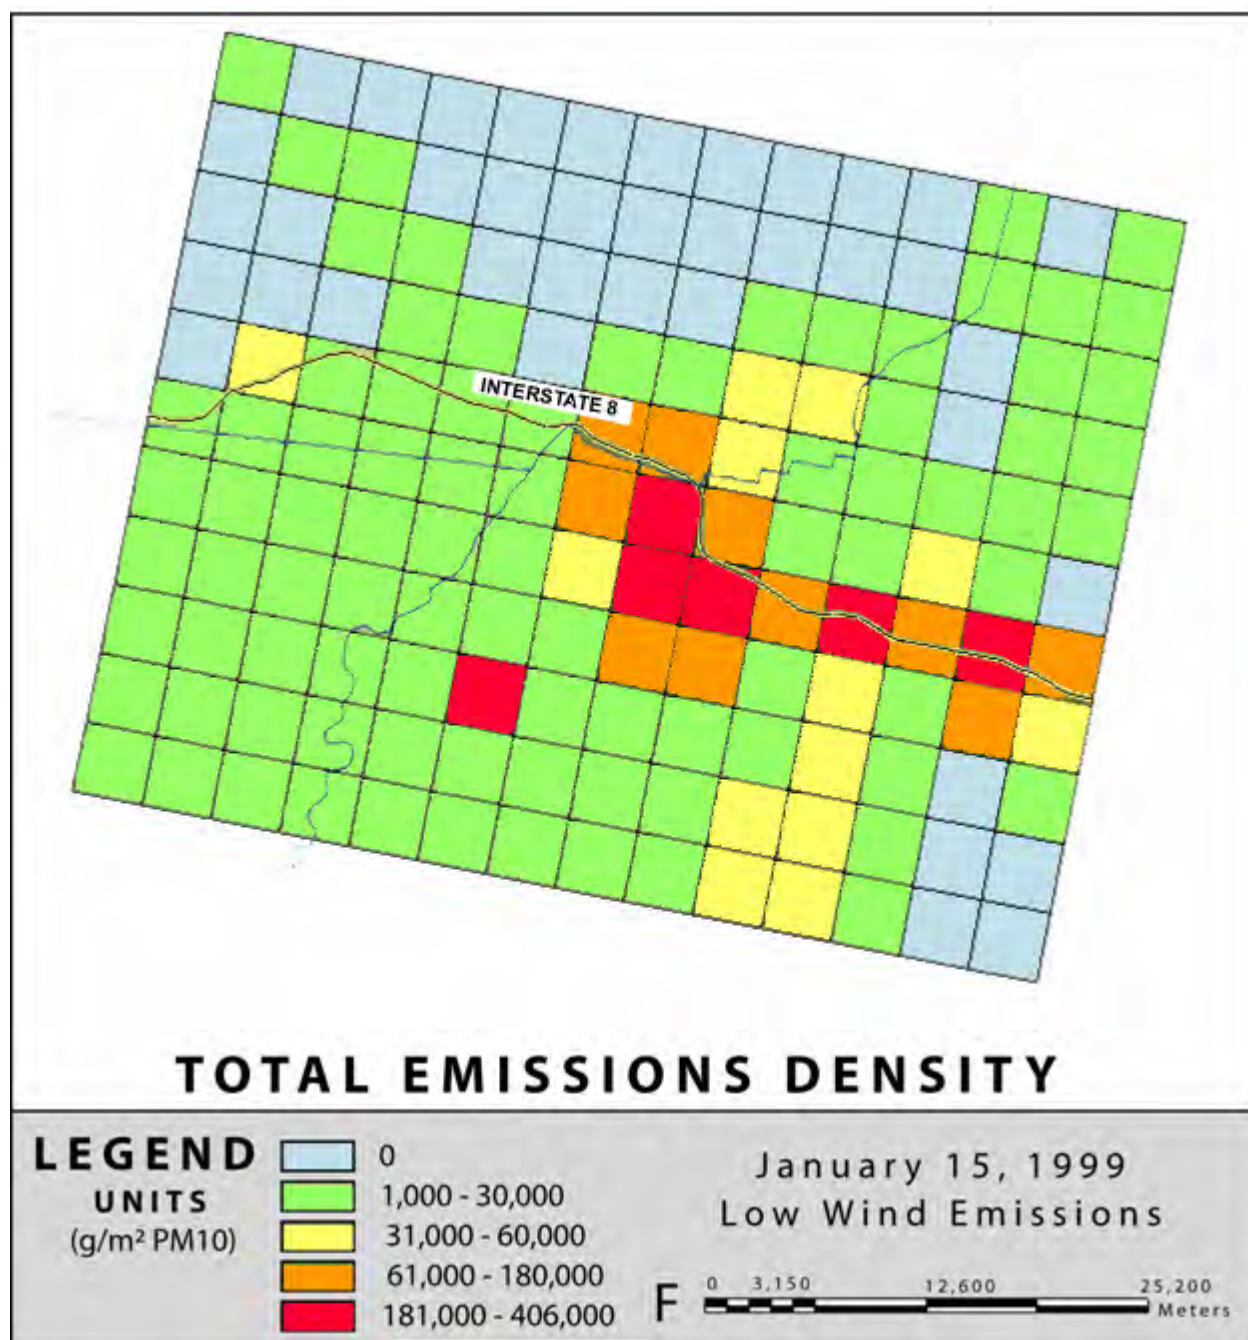 INTERSTATE 8
TOTAL EMISSIONS DENSITY
LEGEND
UNITS
(g/m² PM10)
0
1,000 - 30,000
31,000 - 60,000
61,000 - 180,000
181,000 - 406,000
January 15, 1999
Low Wind Emissions
F
0 3,150 12,600 25,200
Meters